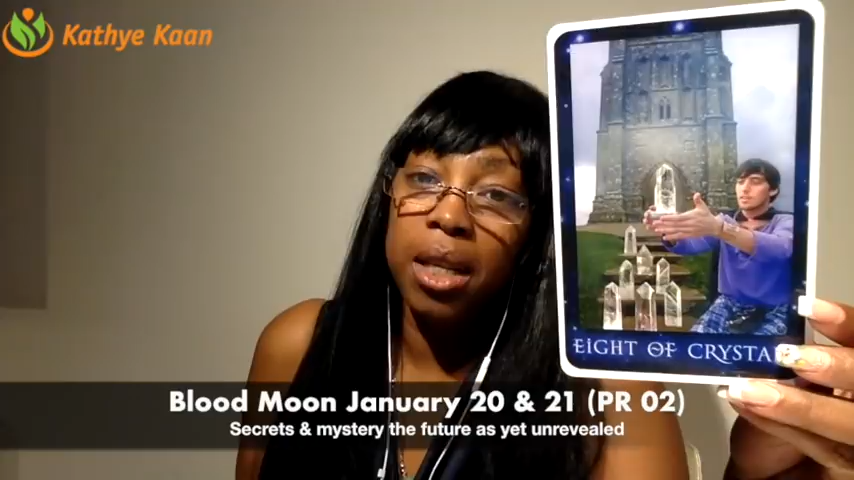 Kathye Kaan
EIGHT OF CRYSTA
Blood Moon January 20 & 21 (PR 02)
Secrets & mystery the future as yet unrevealed